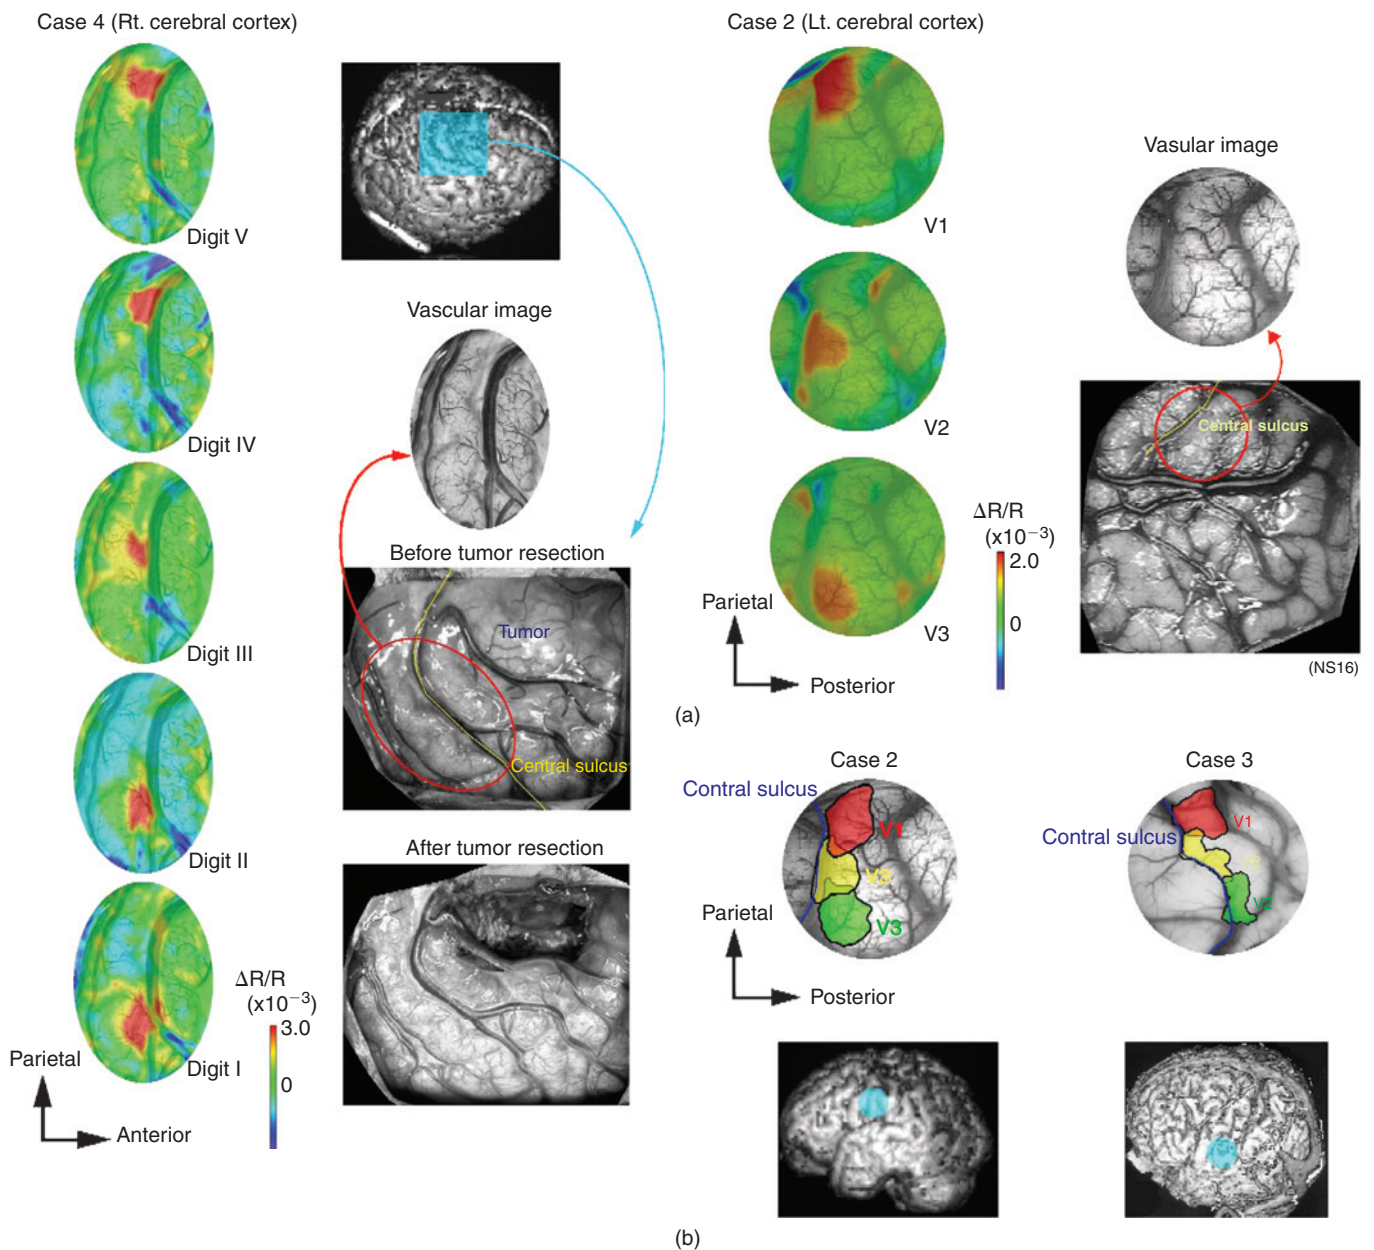 Case 4 (Rt. cerebral cortex)
Digit V
Digit IV
Digit III
Digit II
Digit I
ΔR/R
(x10−3)
3.0
0
Parietal
Anterior
Vascular image
Before tumor resection
Tumor
Central sulcus
After tumor resection
Case 2 (Lt. cerebral cortex)
V1
V2
V3
Vasular image
Central sulcus
ΔR/R
(x10−3)
2.0
0
Parietal
Posterior
(NS16)
(a)
Case 2
Contral sulcus
V1
V3
V3
Parietal
Posterior
Case 3
Contral sulcus
V1
V2
(b)